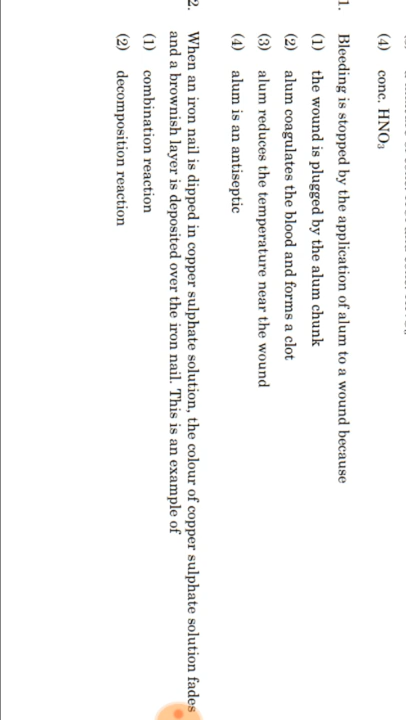 (4) conc. HNO₃
1. Bleeding is stopped by the application of alum to a wound because
(1) the wound is plugged by the alum chunk
(2) alum coagulates the blood and forms a clot
(3) alum reduces the temperature near the wound
(4) alum is an antiseptic
2. When an iron nail is dipped in copper sulphate solution, the colour of copper sulphate solution fades
and a brownish layer is deposited over the iron nail. This is an example of
(1) combination reaction
(2) decomposition reaction